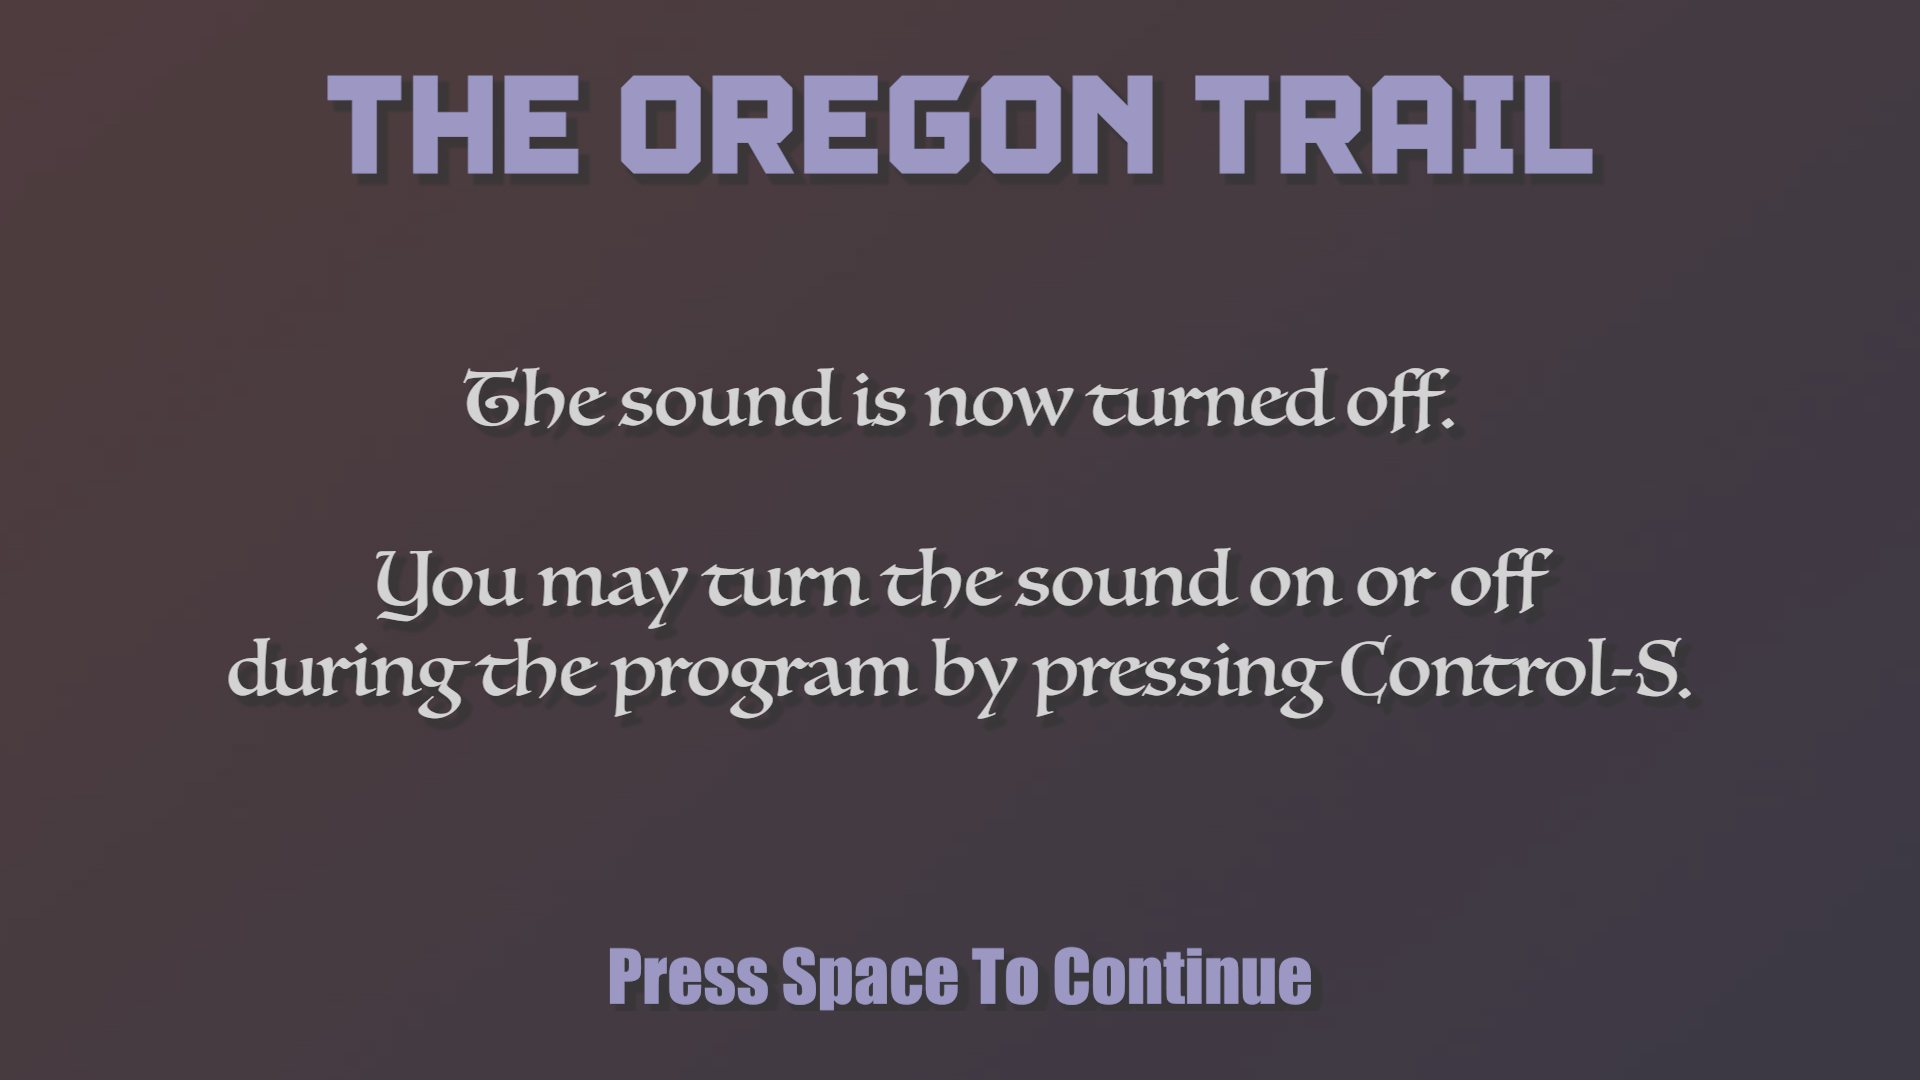 THE OREGON TRAIL
The sound is now turned off.
You may turn the sound on or off
during the program by pressing Control-S.
Press Space To Continue